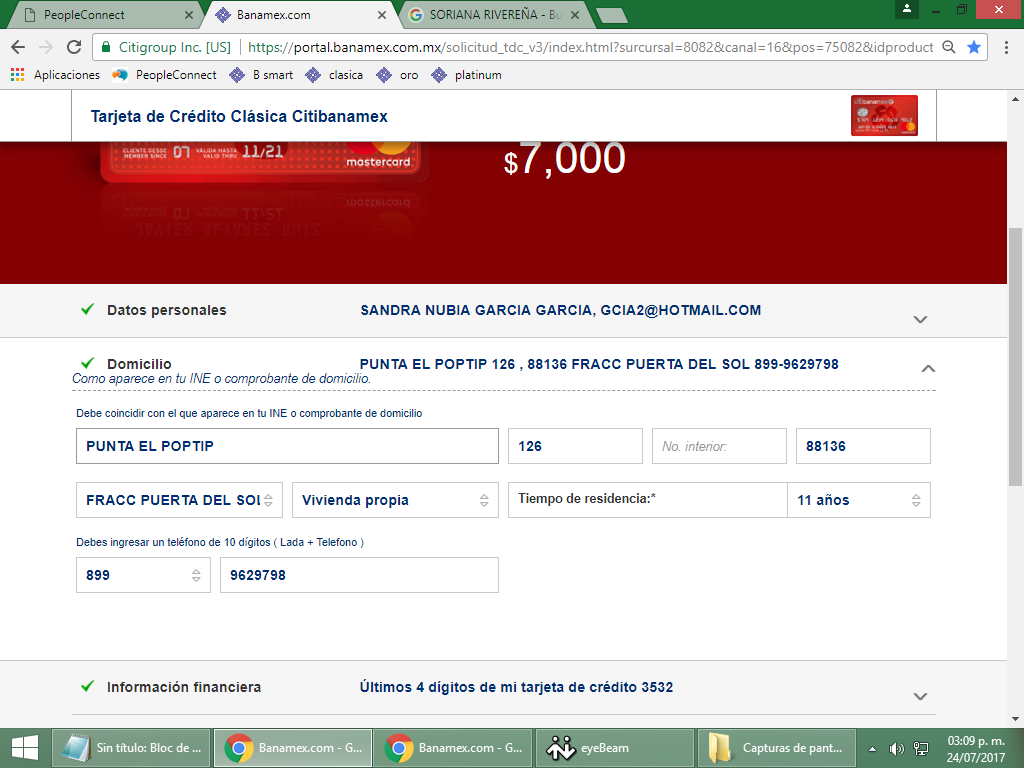 PeopleConnect
Banamex.com
SORIANA RIVEREÑA - Bu
Citigroup Inc. [US]
https://portal.banamex.com.mx/solicitud_tdc_v3/index.html?sursursal=8082&canal=16&pos=75082&idproduct
Aplicaciones PeopleConnect B smart clasica oro platinum
Tarjeta de Crédito Clásica Citibanamex
citibanamex
CLIENTE DESDE MEMBER SINCE 07 VÁLIDA HASTA VALID THRU 11/21
mastercard
$7,000
JAVIER ALVAREZ RUIZ
Datos personales SANDRA NUBIA GARCIA GARCIA, GCIA2@HOTMAIL.COM
Domicilio PUNTA EL POPTIP 126 , 88136 FRACC PUERTA DEL SOL 899-9629798
Como aparece en tu INE o comprobante de domicilio.
Debe coincidir con el que aparece en tu INE o comprobante de domicilio
PUNTA EL POPTIP 126 No. interior: 88136
FRACC PUERTA DEL SOL Vivienda propia Tiempo de residencia:* 11 años
Debes ingresar un teléfono de 10 dígitos ( Lada + Telefono )
899 9629798
Información financiera Últimos 4 dígitos de mi tarjeta de crédito 3532
Sin título: Bloc de ... Banamex.com - G... Banamex.com - G... eyeBeam Capturas de pant...
03:09 p. m.
24/07/2017